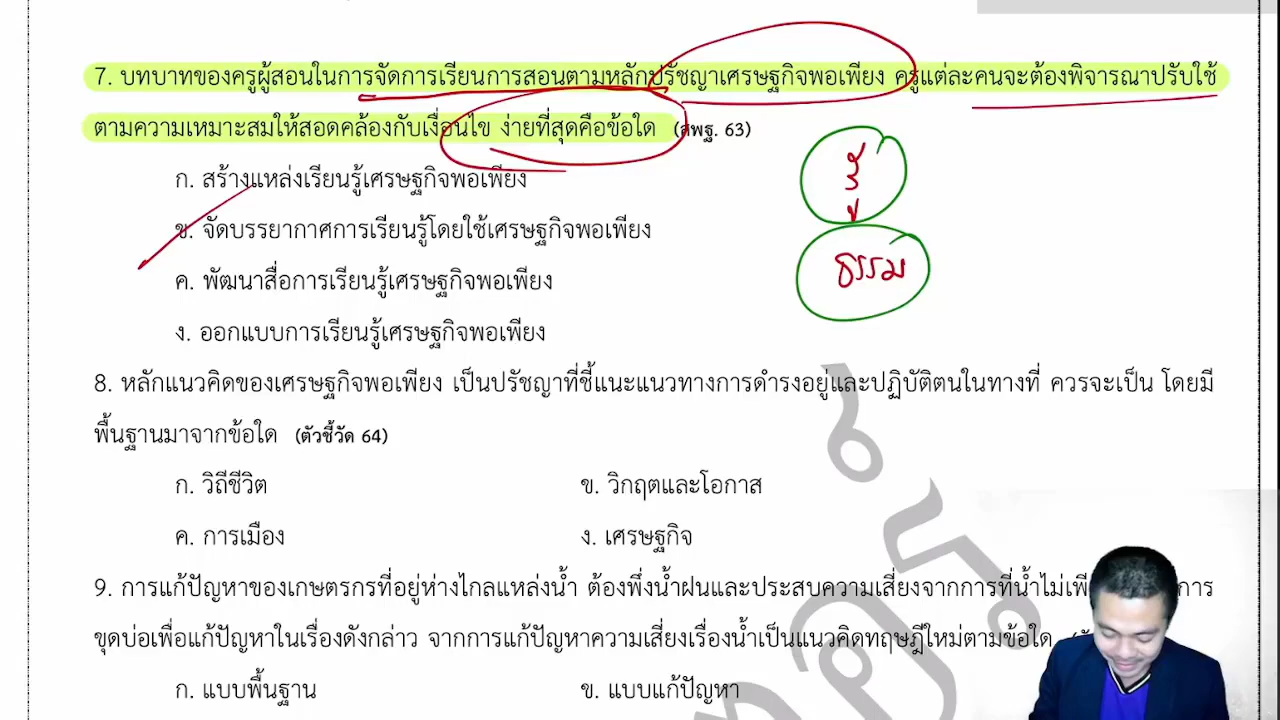 7. บทบาทของครูผู้สอนในการจัดการเรียนการสอนตามหลักปรัชญาเศรษฐกิจพอเพียง ครูแต่ละคนจะต้องพิจารณาปรับใช้
ตามความเหมาะสมให้สอดคล้องกับเงื่อนไข ง่ายที่สุดคือข้อใด (สพฐ. 63)
ก. สร้างแหล่งเรียนรู้เศรษฐกิจพอเพียง
รู้
ข. จัดบรรยากาศการเรียนรู้โดยใช้เศรษฐกิจพอเพียง
ธรรม
ค. พัฒนาสื่อการเรียนรู้เศรษฐกิจพอเพียง
ง. ออกแบบการเรียนรู้เศรษฐกิจพอเพียง
8. หลักแนวคิดของเศรษฐกิจพอเพียง เป็นปรัชญาที่ชี้แนะแนวทางการดำรงอยู่และปฏิบัติตนในทางที่ ควรจะเป็น โดยมี
พื้นฐานมาจากข้อใด (ตัวชี้วัด 64)
ก. วิถีชีวิต ข. วิกฤตและโอกาส
ค. การเมือง ง. เศรษฐกิจ
9. การแก้ปัญหาของเกษตรกรที่อยู่ห่างไกลแหล่งน้ำ ต้องพึ่งน้ำฝนและประสบความเสี่ยงจากการที่น้ำไม่ การ
ขุดบ่อเพื่อแก้ปัญหาในเรื่องดังกล่าว จากการแก้ปัญหาความเสี่ยงเรื่องน้ำเป็นแนวคิดทฤษฎีใหม่ตามข้อใด
ก. แบบพื้นฐาน ข. แบบแก้ปัญหา